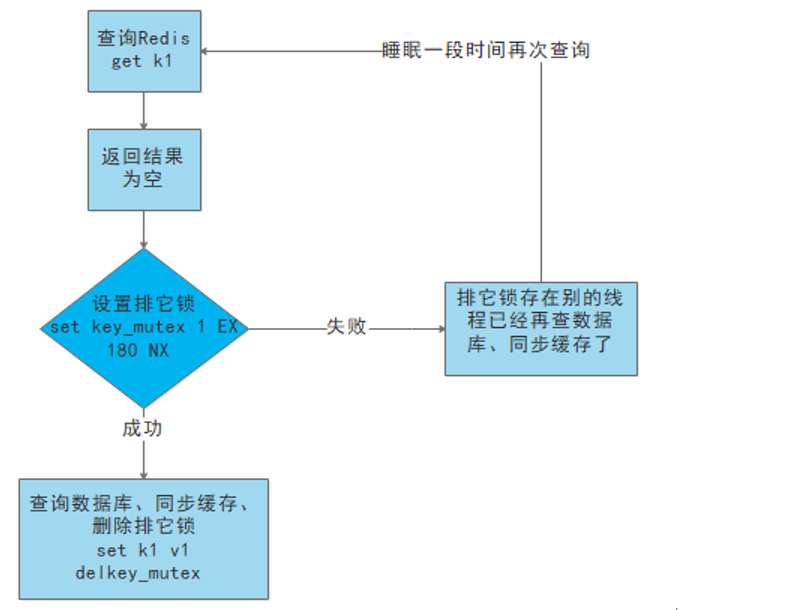 查询Redis
get k1
睡眠一段时间再次查询
返回结果
为空
设置排它锁
set key_mutex 1 EX
180 NX
失败
排它锁存在别的线
程已经再查数据
库、同步缓存了
成功
查询数据库、同步缓存、
删除排它锁
set k1 v1
delkey_mutex